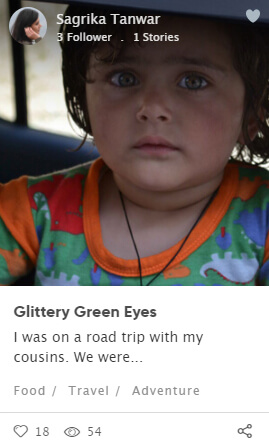 Sagrika Tanwar
3 Follower . 1 Stories
Glittery Green Eyes
I was on a road trip with my
cousins. We were...
Food / Travel / Adventure
18 54